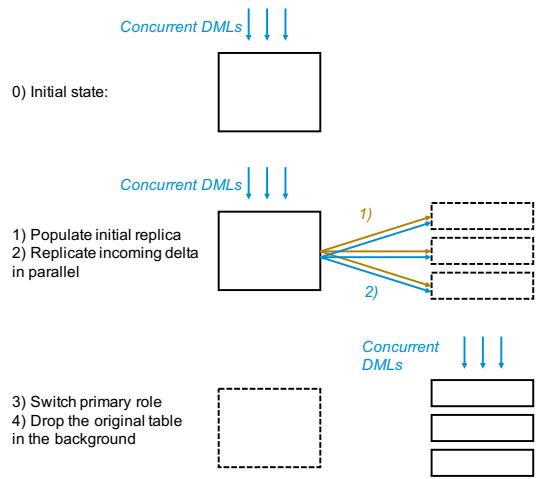 Concurrent DMLs
0) Initial state:
Concurrent DMLs
1) Populate initial replica
2) Replicate incoming delta
in parallel
1)
2)
Concurrent
DMLs
3) Switch primary role
4) Drop the original table
in the background